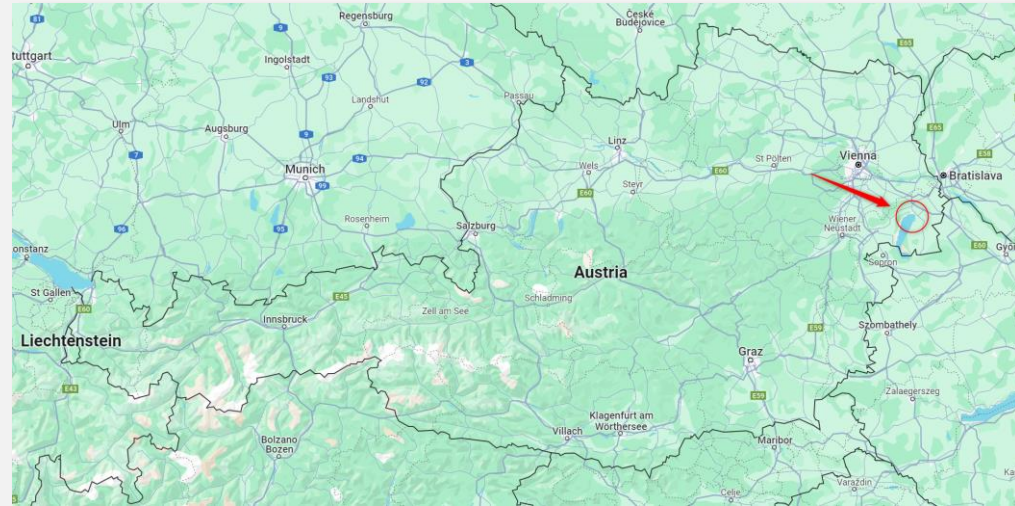 81
Regensburg
České
Budějovice
9
E65
Stuttgart
Ingolstadt
3
93
92
Landshut
Passau
Ulm
Augsburg
9
7
E65
Linz
94
Munich
Wels
St Pölten
Vienna
E58
E60
Bratislava
99
E60
Steyr
96
95
Rosenheim
Salzburg
Wiener
Neustadt
E60
Konstanz
Sopron
Győr
St Gallen
Austria
E45
Schladming
E60
Zell am See
Innsbruck
E59
Szombathely
Liechtenstein
Graz
E43
E59
Zalaegerszeg
Klagenfurt am
Wörthersee
Villach
Bolzano
Bozen
Maribor
Varaždin
Celje